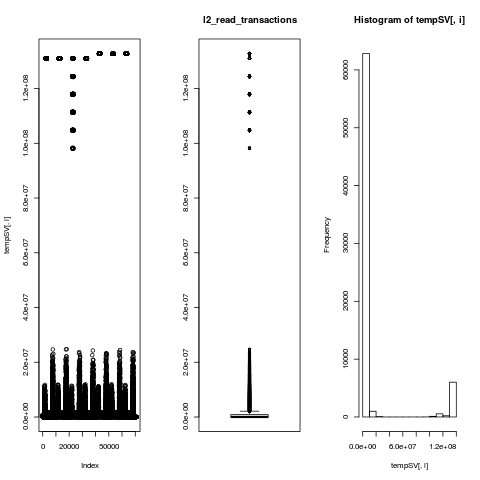 l2_read_transactions
Histogram of tempSV[, i]
tempSV[, i]
0.0e+00
2.0e+07
4.0e+07
6.0e+07
8.0e+07
1.0e+08
1.2e+08
0
20000
50000
Index
0.0e+00
2.0e+07
4.0e+07
6.0e+07
8.0e+07
1.0e+08
1.2e+08
Frequency
0
10000
20000
30000
40000
50000
60000
0.0e+00
6.0e+07
1.2e+08
tempSV[, i]